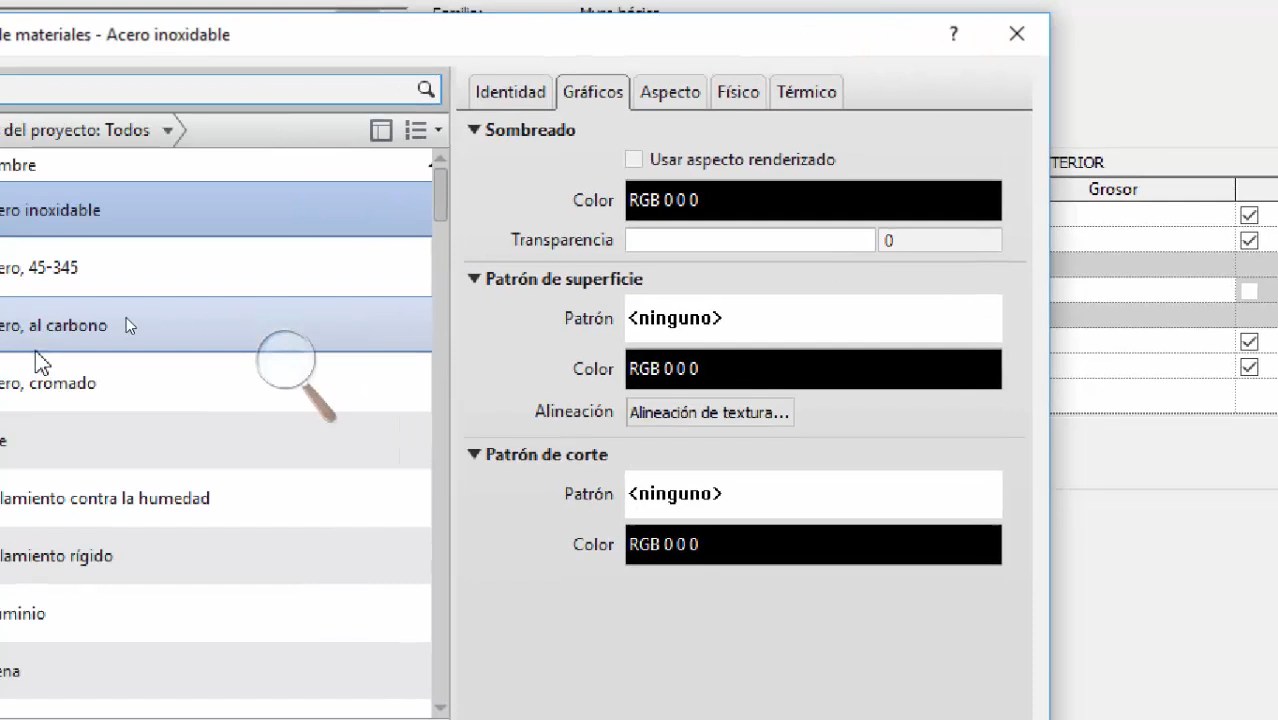 de materiales - Acero inoxidable
?
Identidad
Gráficos
Aspecto
Físico
Térmico
del proyecto: Todos
mbre
ero inoxidable
ero, 45-345
ero, al carbono
ero, cromado
e
lamiento contra la humedad
lamiento rígido
uminio
ena
Sombreado
Usar aspecto renderizado
Color RGB 0 0 0
Transparencia 0
Patrón de superficie
Patrón <ninguno>
Color RGB 0 0 0
Alineación Alineación de textura...
Patrón de corte
Patrón <ninguno>
Color RGB 0 0 0
TERIOR
Grosor